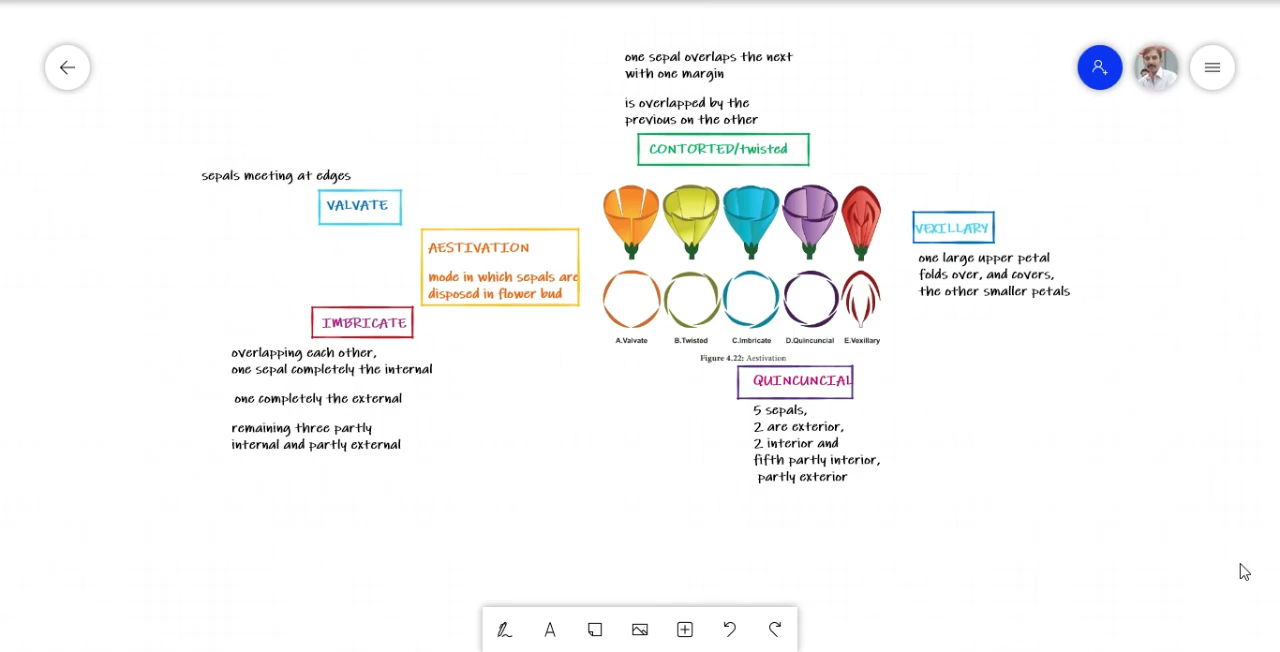 one sepal overlaps the next
with one margin
is overlapped by the
previous on the other
CONTORTED/twisted
sepals meeting at edges
VALVATE
AESTIVATION
mode in which sepals are
disposed in flower bud
VEXILLARY
one large upper petal
folds over, and covers,
the other smaller petals
IMBRICATE
overlapping each other,
one sepal completely the internal
one completely the external
remaining three partly
internal and partly external
A.Valvate B.Twisted C.Imbricate D.Quincuncial E.Vexillary
Figure 4.22: Aestivation
QUINCUNCIAL
5 sepals,
2 are exterior,
2 interior and
fifth partly interior,
partly exterior
A